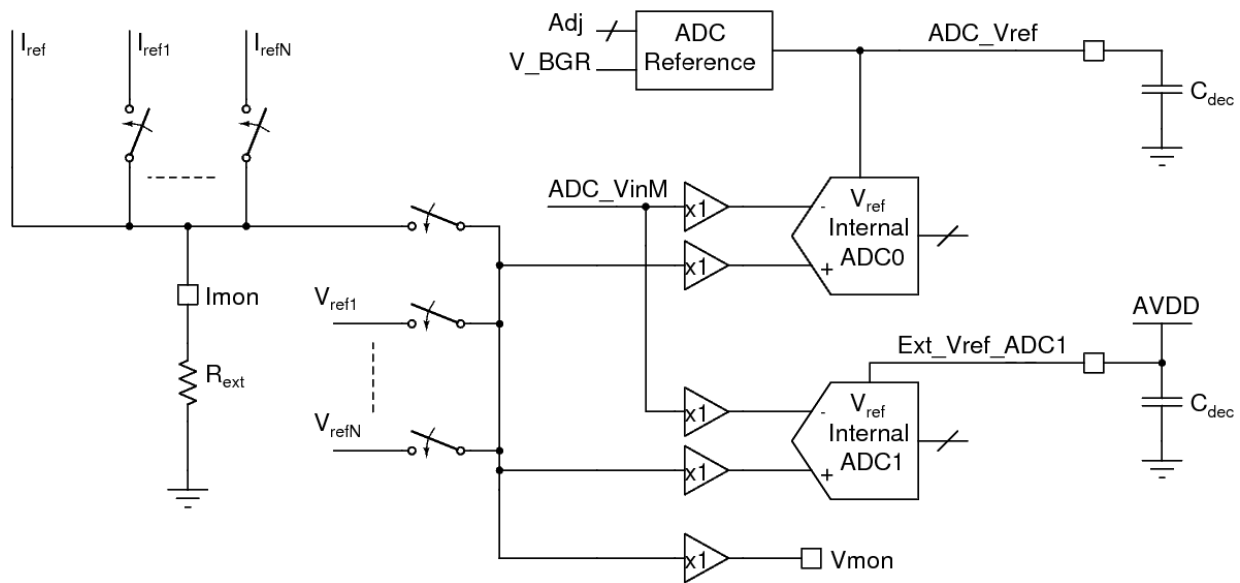 I_ref
I_ref1
I_refN
Adj
V_BGR
ADC
Reference
ADC_Vref
C_dec
ADC_VinM
x1
V_ref
-
Internal
ADC0
x1
+
Imon
V_ref1
AVDD
Ext_Vref_ADC1
R_ext
C_dec
V_refN
x1
V_ref
-
Internal
ADC1
x1
+
x1
Vmon